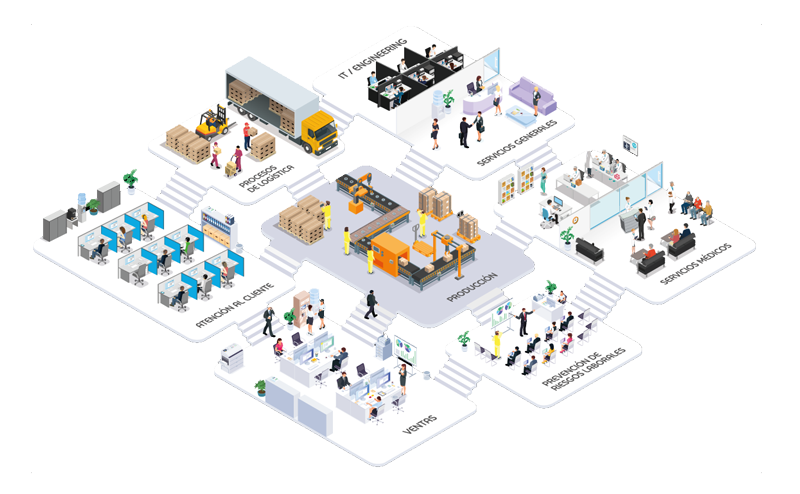 IT / ENGINEERING
SERVICIOS GENERALES
PROCESOS
DE LOGÍSTICA
SERVICIOS MÉDICOS
PRODUCCIÓN
ATENCIÓN AL CLIENTE
PREVENCIÓN DE
RIESGOS LABORALES
VENTAS